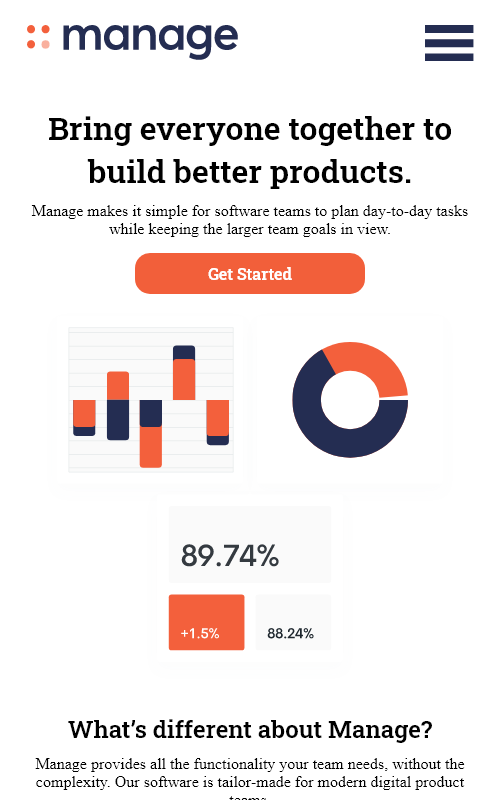 manage
Bring everyone together to
build better products.
Manage makes it simple for software teams to plan day-to-day tasks
while keeping the larger team goals in view.
Get Started
89.74%
+1.5%
88.24%
What’s different about Manage?
Manage provides all the functionality your team needs, without the
complexity. Our software is tailor-made for modern digital product
teams.